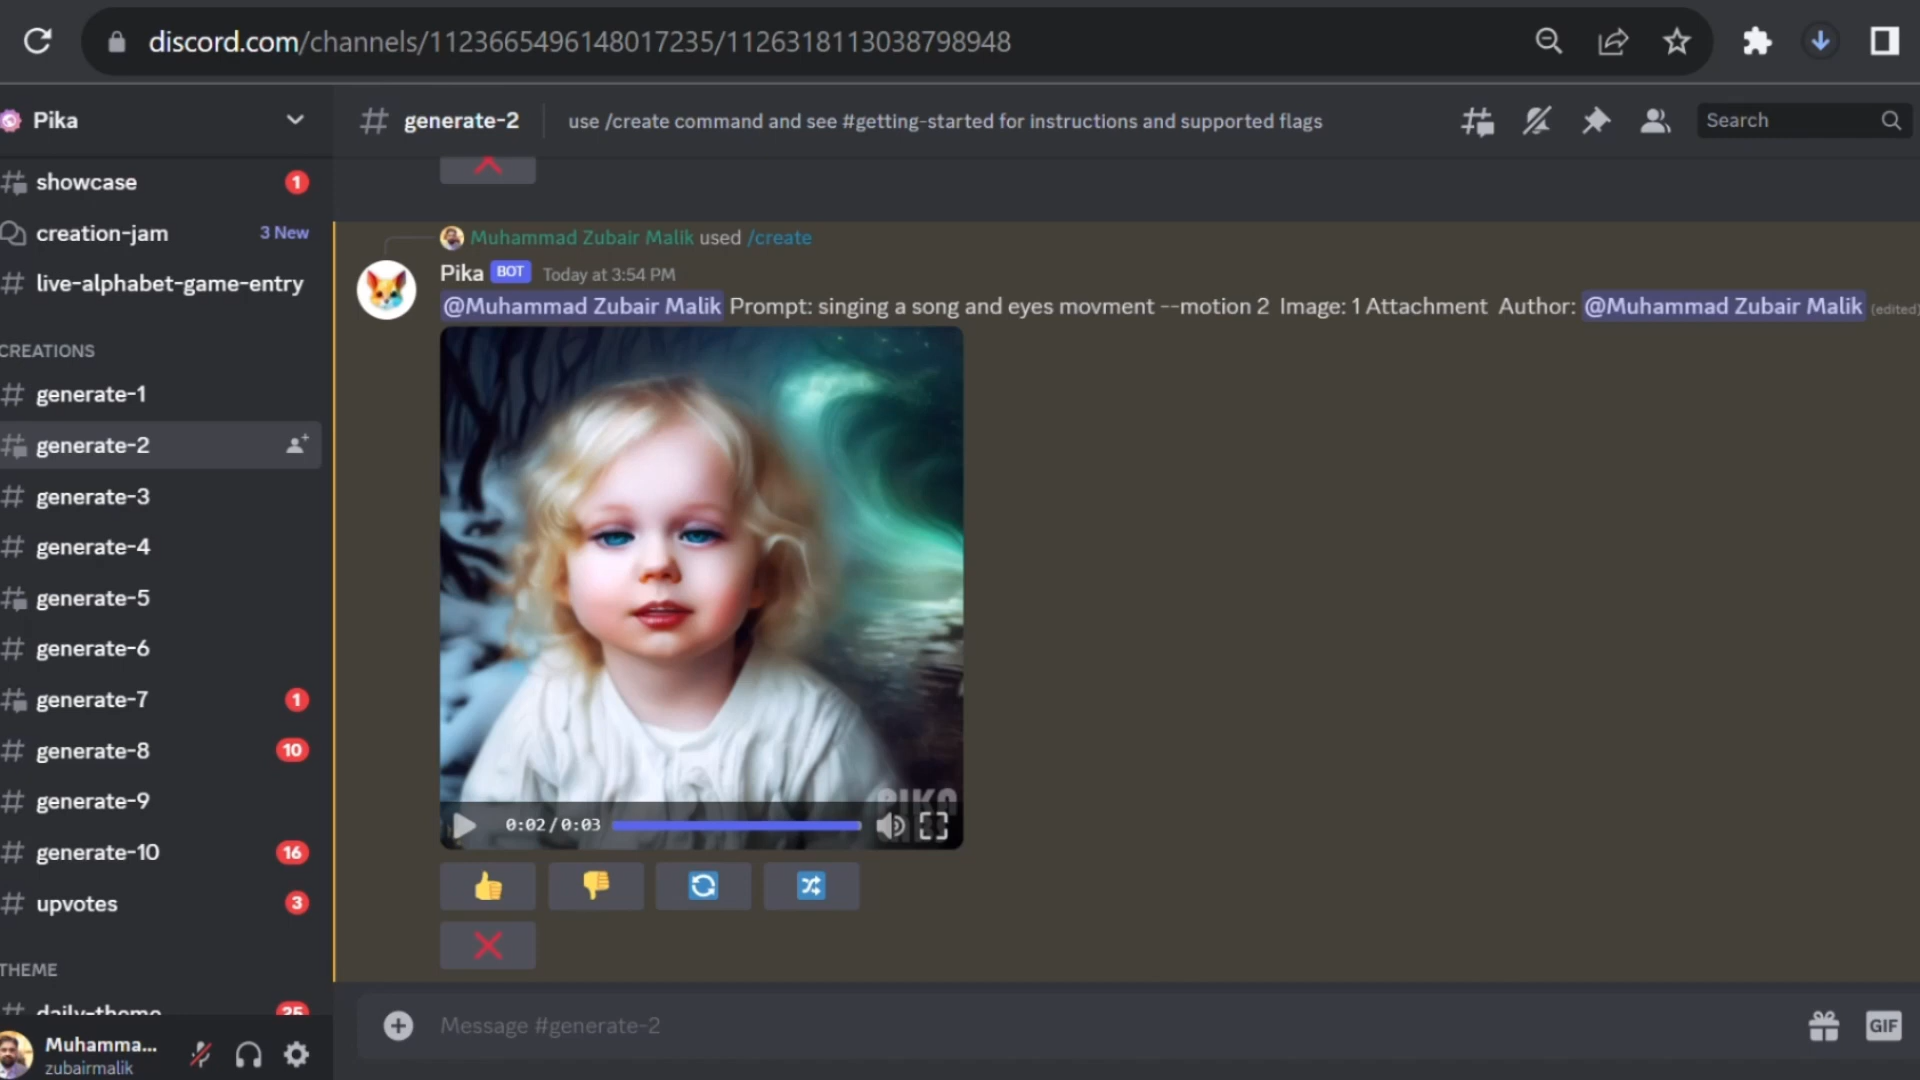 discord.com/channels/1123665496148017235/1126318113038798948
Pika
generate-2
use /create command and see #getting-started for instructions and supported flags
Search
showcase
1
creation-jam
3 New
live-alphabet-game-entry
CREATIONS
generate-1
generate-2
generate-3
generate-4
generate-5
generate-6
generate-7
1
generate-8
10
generate-9
generate-10
16
upvotes
3
THEME
daily-theme
25
Muhamma...
zubairmalik
Muhammad Zubair Malik used /create
Pika BOT Today at 3:54 PM
@Muhammad Zubair Malik Prompt: singing a song and eyes movment --motion 2 Image: 1 Attachment Author: @Muhammad Zubair Malik (edited)
PIKA
LABS
0:02/0:03
Message #generate-2
GIF